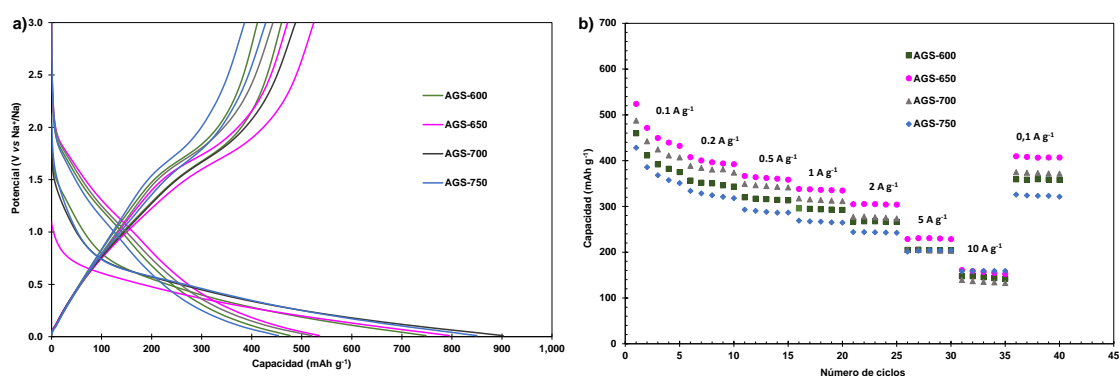 a)
3.0
2.5
2.0
1.5
1.0
0.5
0.0
Potencial (V vs Na⁺/Na)
AGS-600
AGS-650
AGS-700
AGS-750
0 100 200 300 400 500 600 700 800 900 1,000
Capacidad (mAh g⁻¹)
b)
700
600
500
400
300
200
100
0
Capacidad (mAh g⁻¹)
AGS-600
AGS-650
AGS-700
AGS-750
0.1 A g⁻¹
0.2 A g⁻¹
0.5 A g⁻¹
1 A g⁻¹
2 A g⁻¹
5 A g⁻¹
10 A g⁻¹
0,1 A g⁻¹
0 5 10 15 20 25 30 35 40 45
Número de ciclos